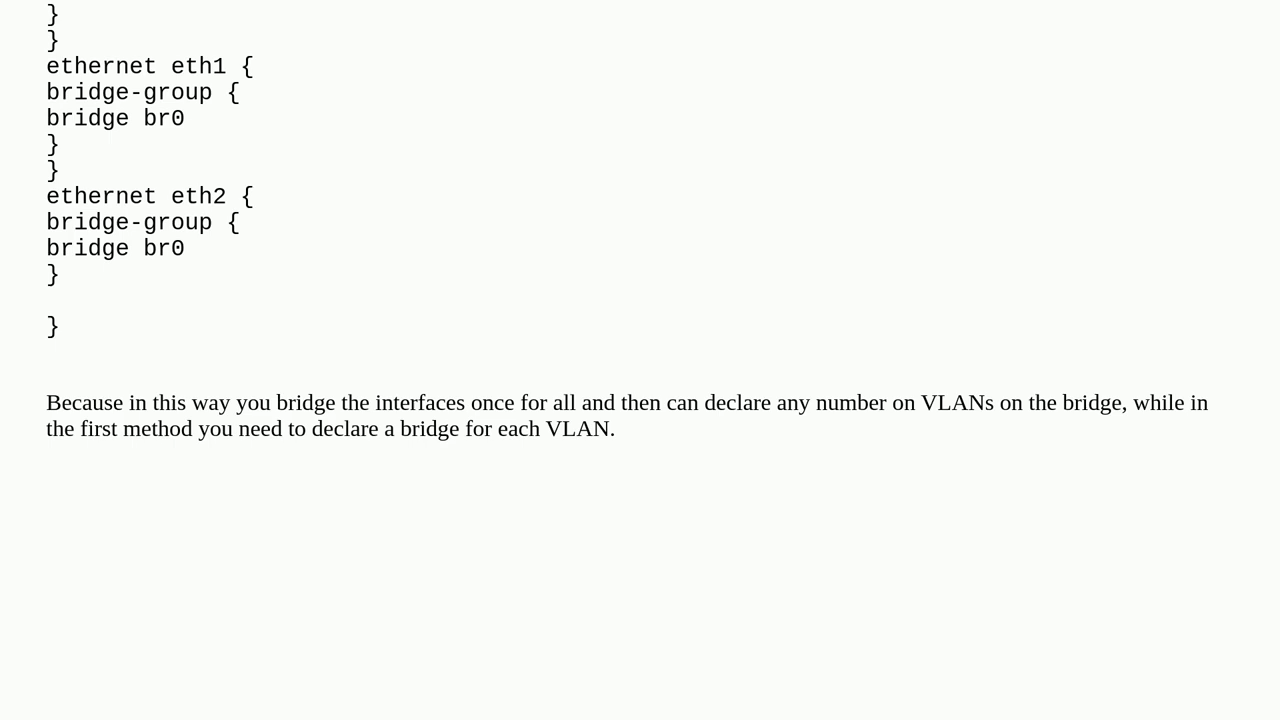 }
}
ethernet eth1 {
bridge-group {
bridge br0
}
}
ethernet eth2 {
bridge-group {
bridge br0
}
}
Because in this way you bridge the interfaces once for all and then can declare any number on VLANs on the bridge, while in
the first method you need to declare a bridge for each VLAN.